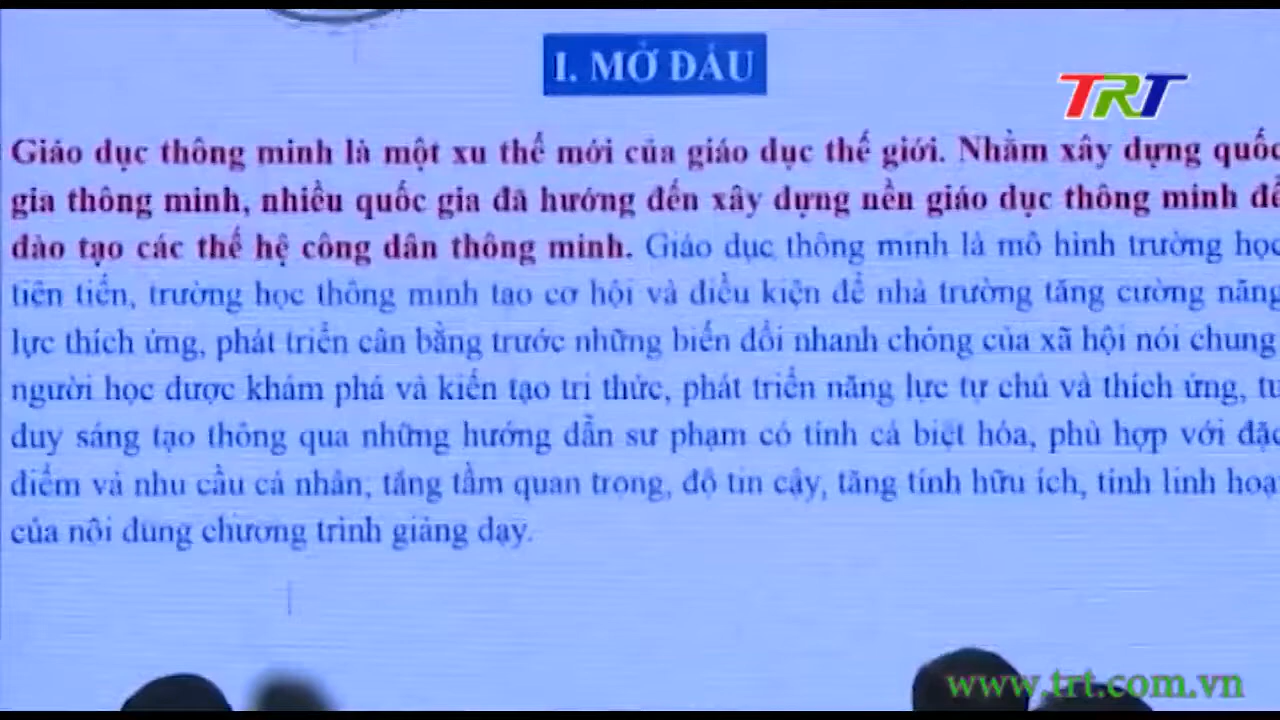 I. MỞ ĐẦU
TRT
Giáo dục thông minh là một xu thế mới của giáo dục thế giới. Nhằm xây dựng quốc
gia thông minh, nhiều quốc gia đã hướng đến xây dựng nền giáo dục thông minh để
đào tạo các thế hệ công dân thông minh. Giáo dục thông minh là mô hình trường học
tiên tiến, trường học thông minh tạo cơ hội và điều kiện để nhà trường tăng cường năng
lực thích ứng, phát triển cân bằng trước những biến đổi nhanh chóng của xã hội nói chung
người học được khám phá và kiến tạo tri thức, phát triển năng lực tự chủ và thích ứng, tư
duy sáng tạo thông qua những hướng dẫn sư phạm có tính cá biệt hóa, phù hợp với đặc
điểm và nhu cầu cá nhân; tăng tầm quan trọng, độ tin cậy, tăng tính hữu ích, tính linh hoạ
của nội dung chương trình giảng dạy.
www.trt.com.vn